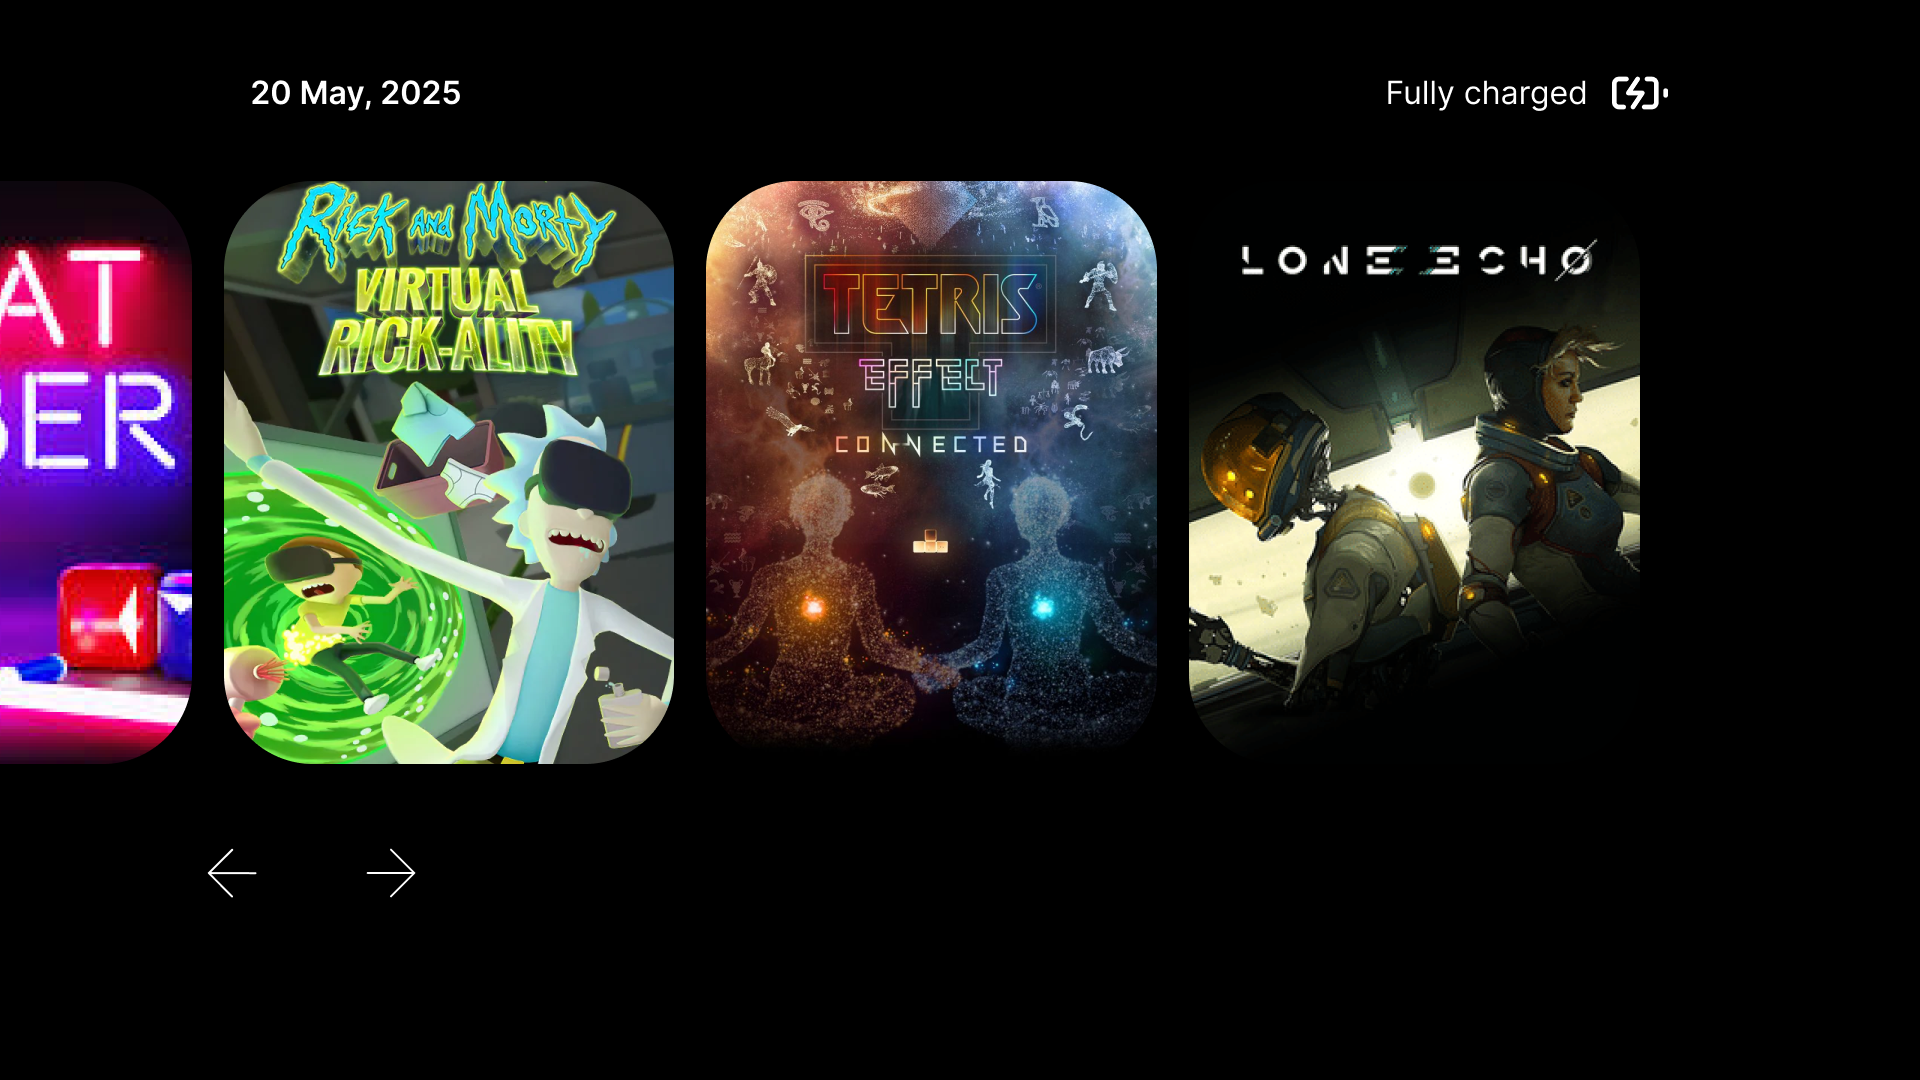 20 May, 2025
Fully charged
AT
BER
RICK AND MORTY
VIRTUAL
RICK-ALITY
TETRIS
EFFECT
CONNECTED
LONE ECHO